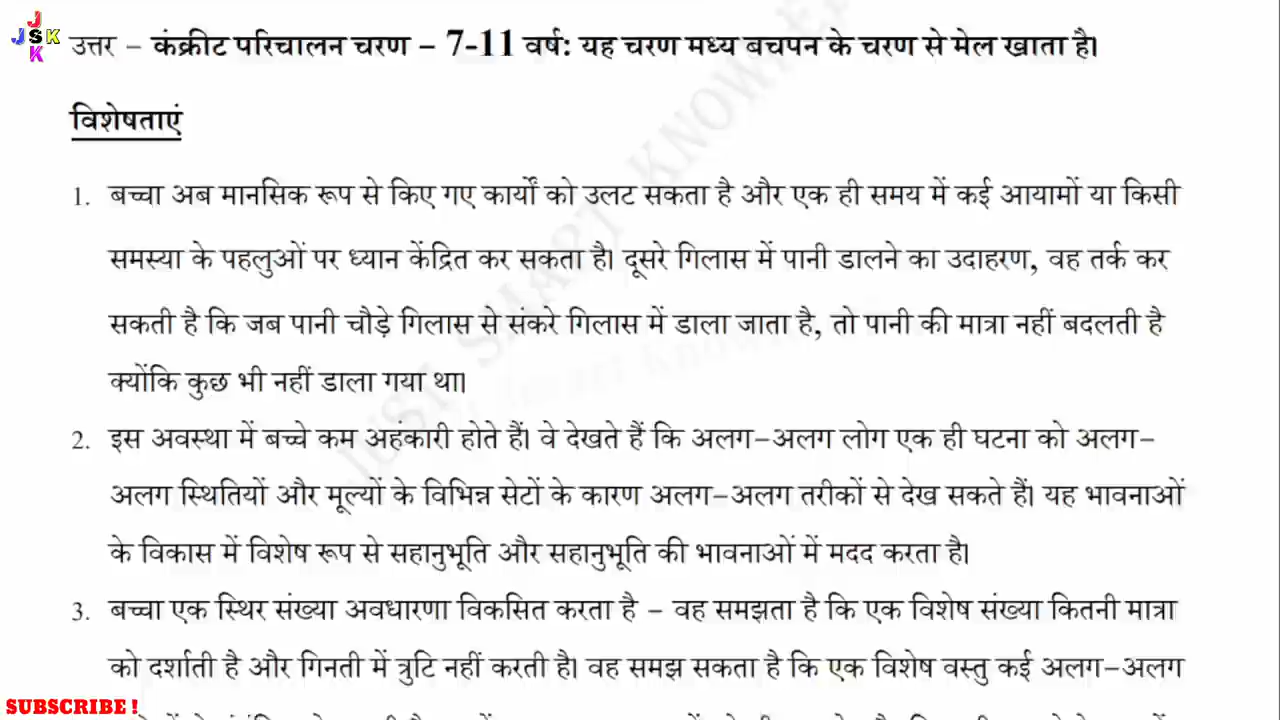 J
JSK
K
उत्तर – कंक्रीट परिचालन चरण – 7-11 वर्ष: यह चरण मध्य बचपन के चरण से मेल खाता है।
विशेषताएं
1. बच्चा अब मानसिक रूप से किए गए कार्यों को उलट सकता है और एक ही समय में कई आयामों या किसी
समस्या के पहलुओं पर ध्यान केंद्रित कर सकता है। दूसरे गिलास में पानी डालने का उदाहरण, वह तर्क कर
सकती है कि जब पानी चौड़े गिलास से संकरे गिलास में डाला जाता है, तो पानी की मात्रा नहीं बदलती है
क्योंकि कुछ भी नहीं डाला गया था।
2. इस अवस्था में बच्चे कम अहंकारी होते हैं। वे देखते हैं कि अलग-अलग लोग एक ही घटना को अलग-
अलग स्थितियों और मूल्यों के विभिन्न सेटों के कारण अलग-अलग तरीकों से देख सकते हैं। यह भावनाओं
के विकास में विशेष रूप से सहानुभूति और सहानुभूति की भावनाओं में मदद करता है।
3. बच्चा एक स्थिर संख्या अवधारणा विकसित करता है – वह समझता है कि एक विशेष संख्या कितनी मात्रा
को दर्शाती है और गिनती में त्रुटि नहीं करती है। वह समझ सकता है कि एक विशेष वस्तु कई अलग-अलग
JUST SMART KNOWLE
SUBSCRIBE !